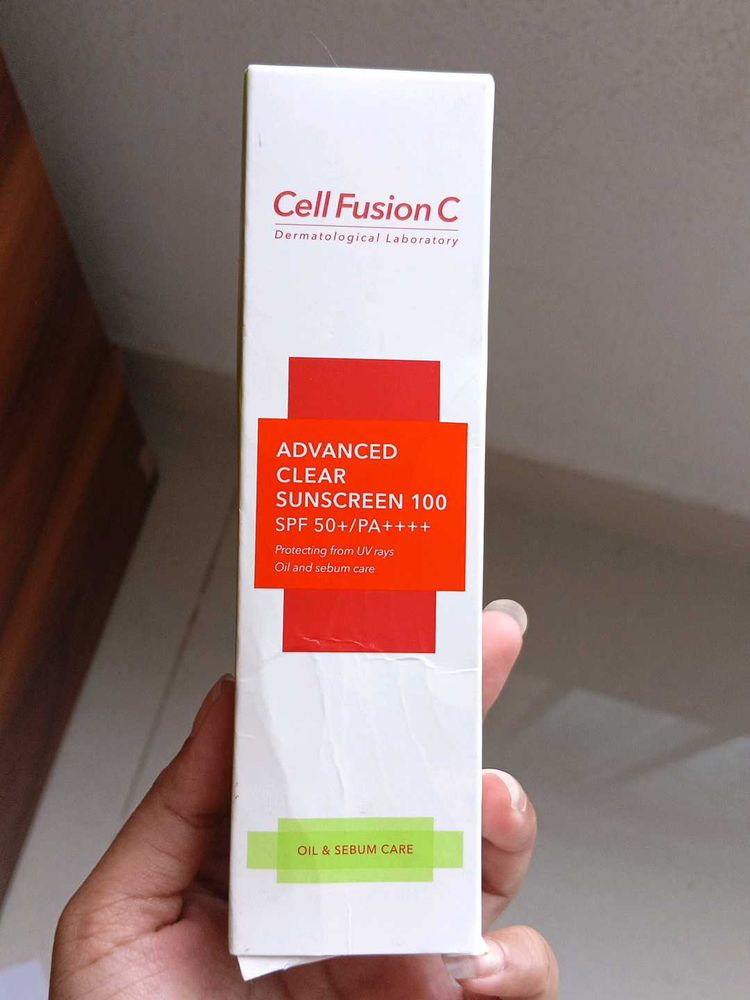 Cell Fusion C
Dermatological Laboratory
ADVANCED
CLEAR
SUNSCREEN 100
SPF 50+/PA++++
Protecting from UV rays
Oil and sebum care
OIL & SEBUM CARE